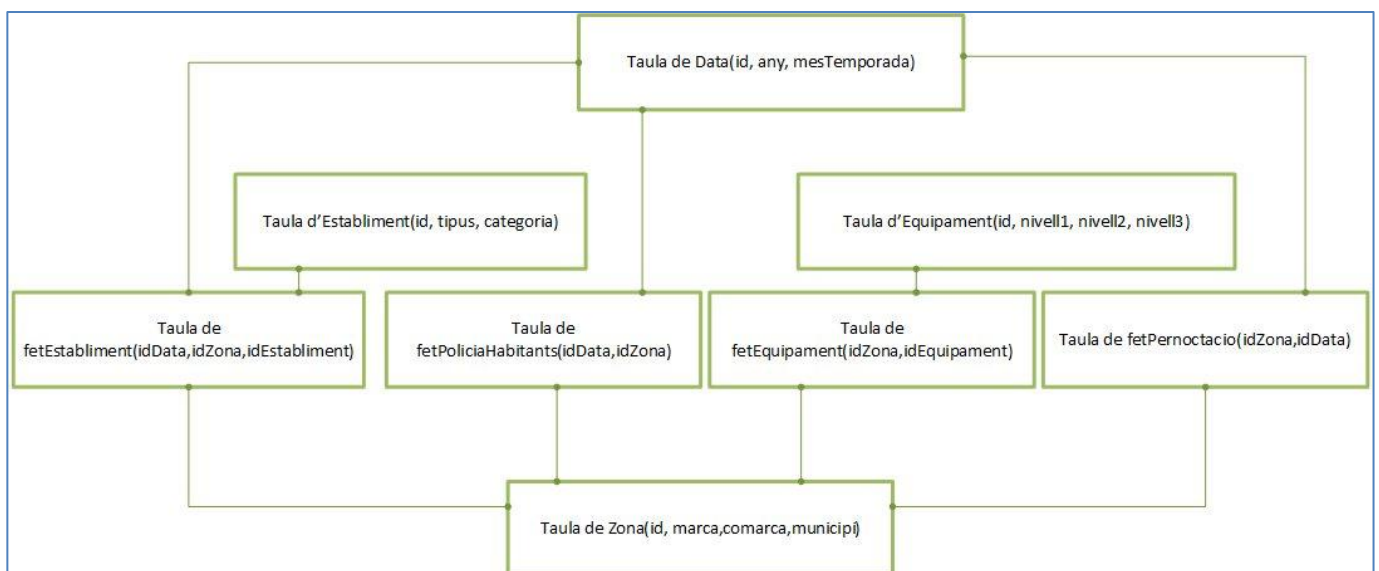 Taula de Data(id, any, mesTemporada)
Taula d'Establiment(id, tipus, categoria)
Taula d'Equipament(id, nivell1, nivell2, nivell3)
Taula de
fetEstabliment(idData,idZona,idEstabliment)
Taula de
fetPoliciaHabitants(idData,idZona)
Taula de
fetEquipament(idZona,idEquipament)
Taula de fetPernoctacio(idZona,idData)
Taula de Zona(id, marca,comarca,municipi)